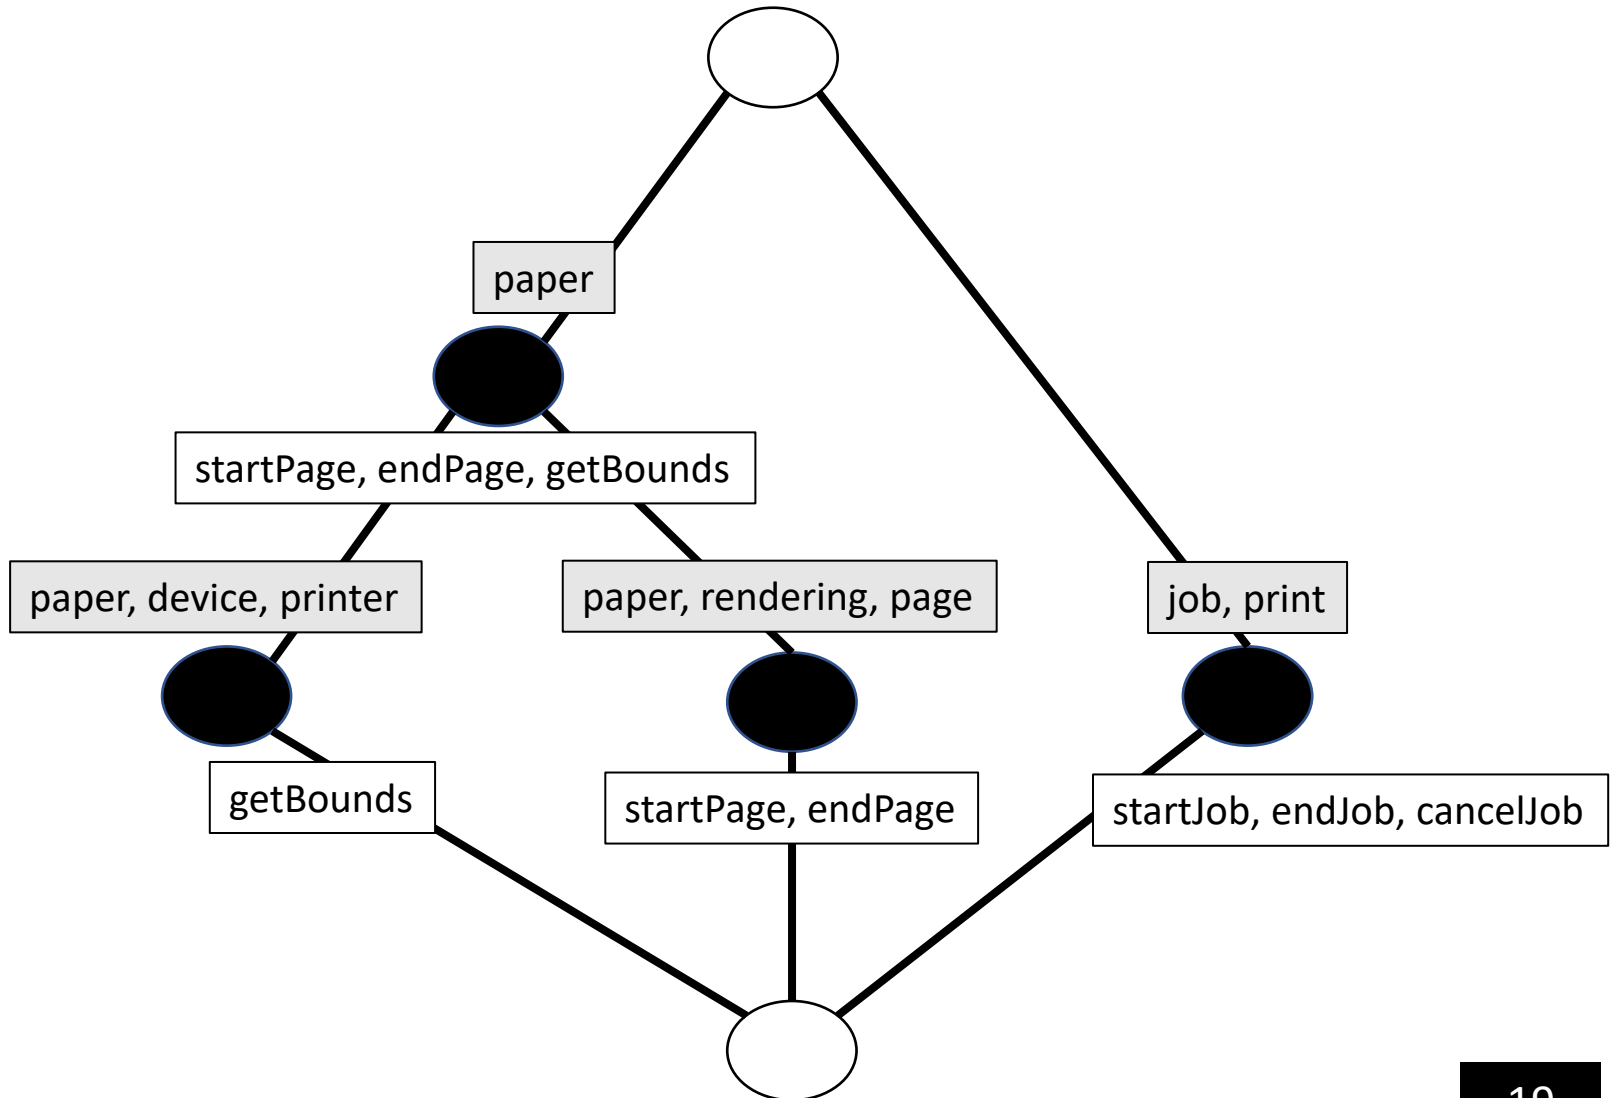 paper
startPage, endPage, getBounds
paper, device, printer
paper, rendering, page
job, print
getBounds
startPage, endPage
startJob, endJob, cancelJob